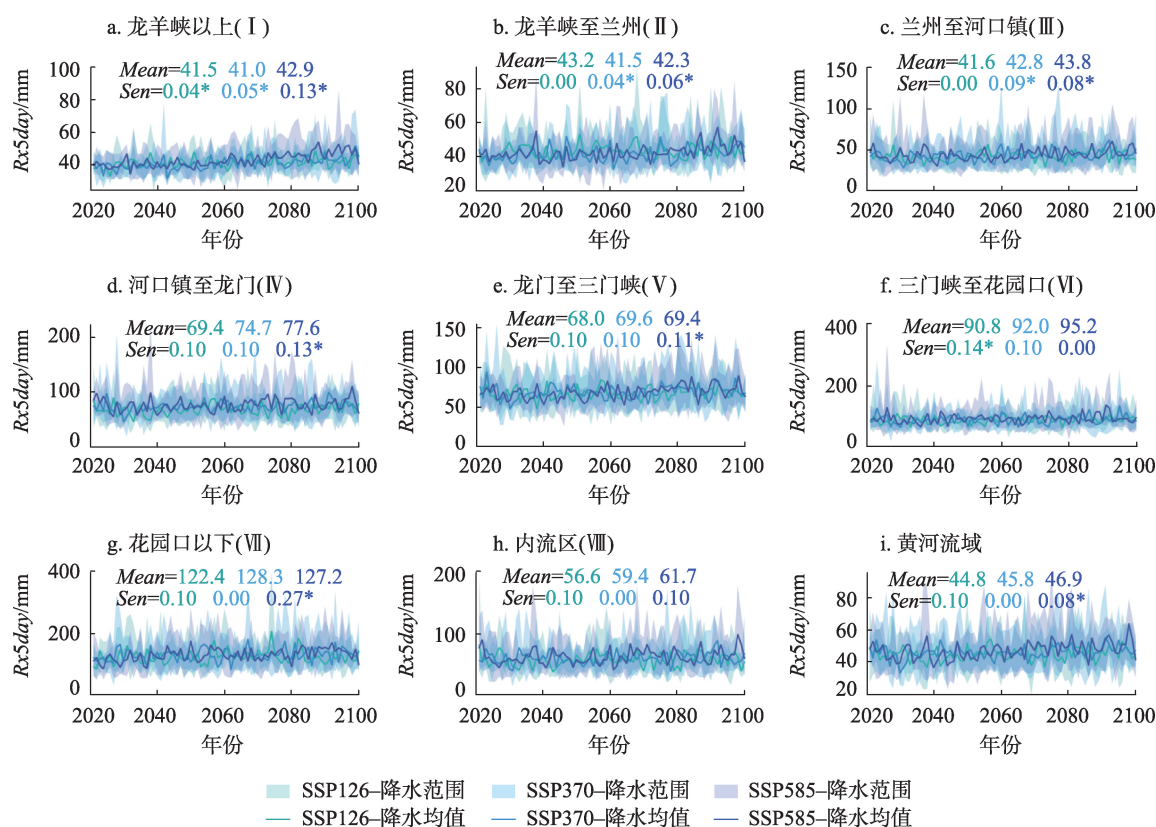 a. 龙羊峡以上(Ⅰ)
Mean=41.5 41.0 42.9
Sen=0.04* 0.05* 0.13*
Rx5day/mm
100
80
60
40
2020 2040 2060 2080 2100
年份
b. 龙羊峡至兰州(Ⅱ)
Mean=43.2 41.5 42.3
Sen=0.00 0.04* 0.06*
Rx5day/mm
80
60
40
20
2020 2040 2060 2080 2100
年份
c. 兰州至河口镇(Ⅲ)
Mean=41.6 42.8 43.8
Sen=0.00 0.09* 0.08*
Rx5day/mm
150
100
50
0
2020 2040 2060 2080 2100
年份
d. 河口镇至龙门(Ⅳ)
Mean=69.4 74.7 77.6
Sen=0.10 0.10 0.13*
Rx5day/mm
200
100
0
2020 2040 2060 2080 2100
年份
e. 龙门至三门峡(Ⅴ)
Mean=68.0 69.6 69.4
Sen=0.10 0.10 0.11*
Rx5day/mm
150
100
50
0
2020 2040 2060 2080 2100
年份
f. 三门峡至花园口(Ⅵ)
Mean=90.8 92.0 95.2
Sen=0.14* 0.10 0.00
Rx5day/mm
400
200
0
2020 2040 2060 2080 2100
年份
g. 花园口以下(Ⅶ)
Mean=122.4 128.3 127.2
Sen=0.10 0.00 0.27*
Rx5day/mm
400
200
0
2020 2040 2060 2080 2100
年份
h. 内流区(Ⅷ)
Mean=56.6 59.4 61.7
Sen=0.10 0.00 0.10
Rx5day/mm
200
100
0
2020 2040 2060 2080 2100
年份
i. 黄河流域
Mean=44.8 45.8 46.9
Sen=0.10 0.00 0.08*
Rx5day/mm
80
60
40
20
2020 2040 2060 2080 2100
年份
SSP126–降水范围 SSP370–降水范围 SSP585–降水范围
SSP126–降水均值 SSP370–降水均值 SSP585–降水均值